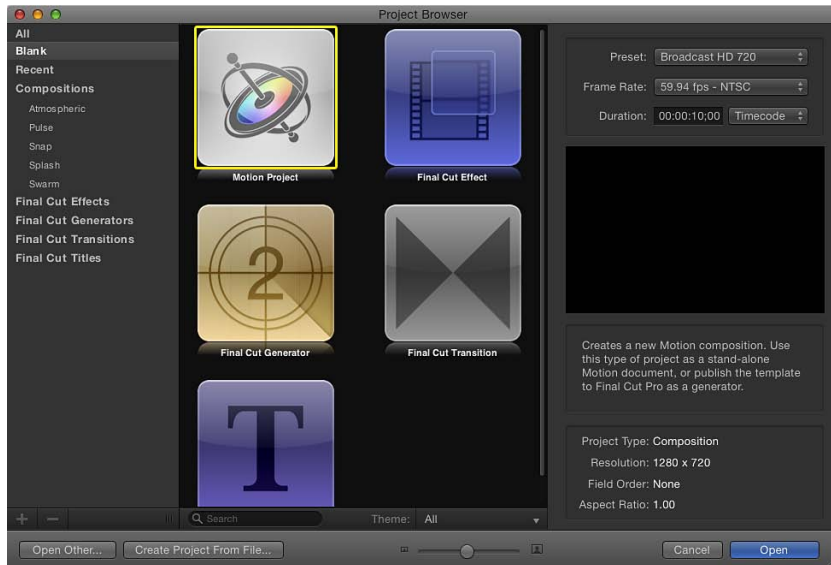 Project Browser
All
Blank
Recent
Compositions
Atmospheric
Pulse
Snap
Splash
Swarm
Final Cut Effects
Final Cut Generators
Final Cut Transitions
Final Cut Titles
Motion Project
Final Cut Effect
2
Final Cut Generator
Final Cut Transition
T
Search
Theme: All
Preset: Broadcast HD 720
Frame Rate: 59.94 fps - NTSC
Duration: 00:00:10;00 Timecode
Creates a new Motion composition. Use
this type of project as a stand-alone
Motion document, or publish the template
to Final Cut Pro as a generator.
Project Type: Composition
Resolution: 1280 x 720
Field Order: None
Aspect Ratio: 1.00
Open Other... Create Project From File... Cancel Open